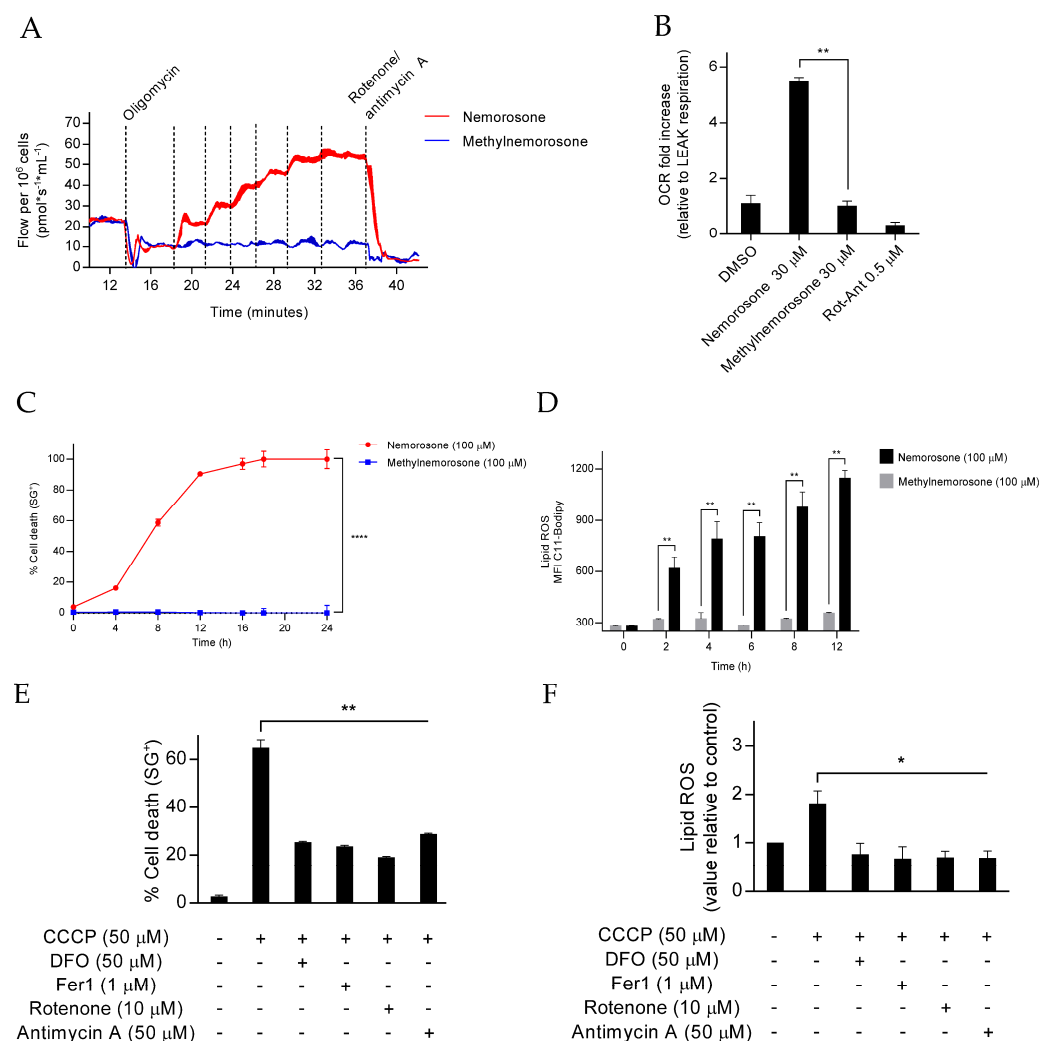 A
Oligomycin
Rotenone/
antimycin A
Nemorosone
Methylnemorosone
Flow per 10⁶ cells
(pmol*s⁻¹*mL⁻¹)
70
60
50
40
30
20
10
0
12 16 20 24 28 32 36 40
Time (minutes)
B
**
OCR fold increase
(relative to LEAK respiration)
6
4
2
0
DMSO
Nemorosone 30 µM
Methylnemorosone 30 µM
Rot-Ant 0.5 µM
C
Nemorosone (100 µM)
Methylnemorosone (100 µM)
% Cell death (SG⁺)
100
80
60
40
20
0
****
0 4 8 12 16 20 24
Time (h)
D
Nemorosone (100 µM)
Methylnemorosone (100 µM)
Lipid ROS
MFI C11-Bodipy
1200
900
600
300
** ** ** ** **
0 2 4 6 8 12
Time (h)
E
**
% Cell death (SG⁺)
60
40
20
0
CCCP (50 µM) - + + + + +
DFO (50 µM) - - + - - -
Fer1 (1 µM) - - - + - -
Rotenone (10 µM) - - - - + -
Antimycin A (50 µM) - - - - - +
F
*
Lipid ROS
(value relative to control)
3
2
1
0
CCCP (50 µM) - + + + + +
DFO (50 µM) - - + - - -
Fer1 (1 µM) - - - + - -
Rotenone (10 µM) - - - - + -
Antimycin A (50 µM) - - - - - +